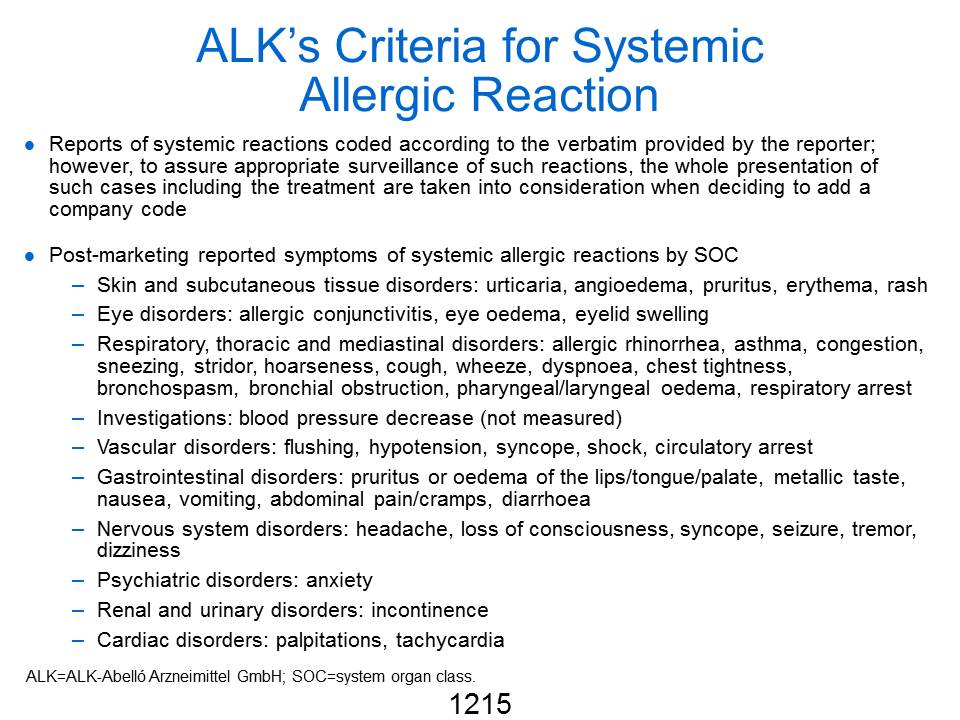 ALK’s Criteria for Systemic
Allergic Reaction
● Reports of systemic reactions coded according to the verbatim provided by the reporter;
however, to assure appropriate surveillance of such reactions, the whole presentation of
such cases including the treatment are taken into consideration when deciding to add a
company code
● Post-marketing reported symptoms of systemic allergic reactions by SOC
– Skin and subcutaneous tissue disorders: urticaria, angioedema, pruritus, erythema, rash
– Eye disorders: allergic conjunctivitis, eye oedema, eyelid swelling
– Respiratory, thoracic and mediastinal disorders: allergic rhinorrhea, asthma, congestion,
sneezing, stridor, hoarseness, cough, wheeze, dyspnoea, chest tightness,
bronchospasm, bronchial obstruction, pharyngeal/laryngeal oedema, respiratory arrest
– Investigations: blood pressure decrease (not measured)
– Vascular disorders: flushing, hypotension, syncope, shock, circulatory arrest
– Gastrointestinal disorders: pruritus or oedema of the lips/tongue/palate, metallic taste,
nausea, vomiting, abdominal pain/cramps, diarrhoea
– Nervous system disorders: headache, loss of consciousness, syncope, seizure, tremor,
dizziness
– Psychiatric disorders: anxiety
– Renal and urinary disorders: incontinence
– Cardiac disorders: palpitations, tachycardia
ALK=ALK-Abelló Arzneimittel GmbH; SOC=system organ class.
1215